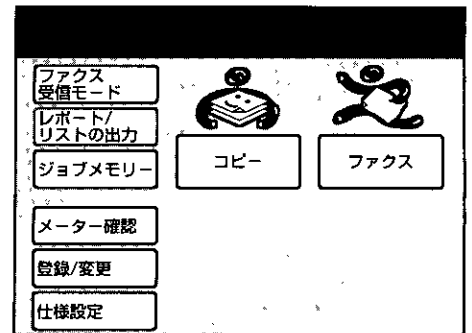 ファクス
受信モード
レポート/
リストの出力
ジョブメモリー
コピー
ファクス
メーター確認
登録/変更
仕様設定